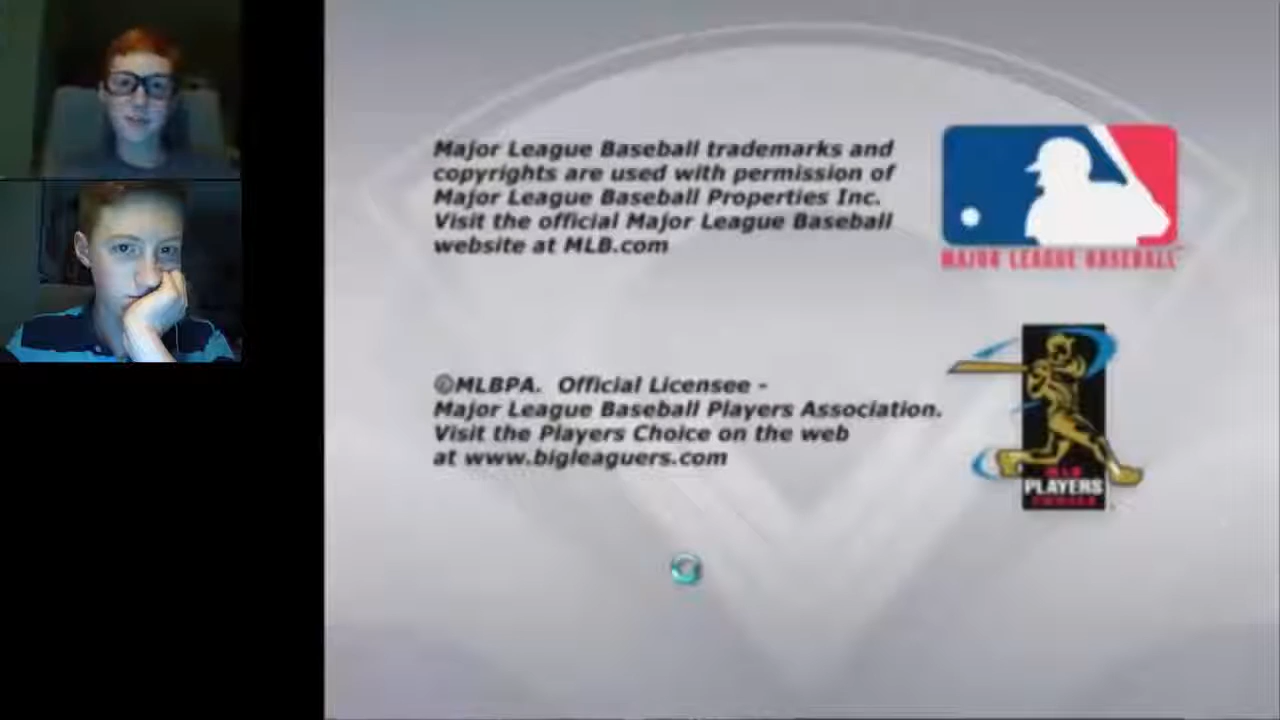 Major League Baseball trademarks and
copyrights are used with permission of
Major League Baseball Properties Inc.
Visit the official Major League Baseball
website at MLB.com
MAJOR LEAGUE BASEBALL
©MLBPA. Official Licensee -
Major League Baseball Players Association.
Visit the Players Choice on the web
at www.bigleaguers.com
MLB
PLAYERS
CHOICE